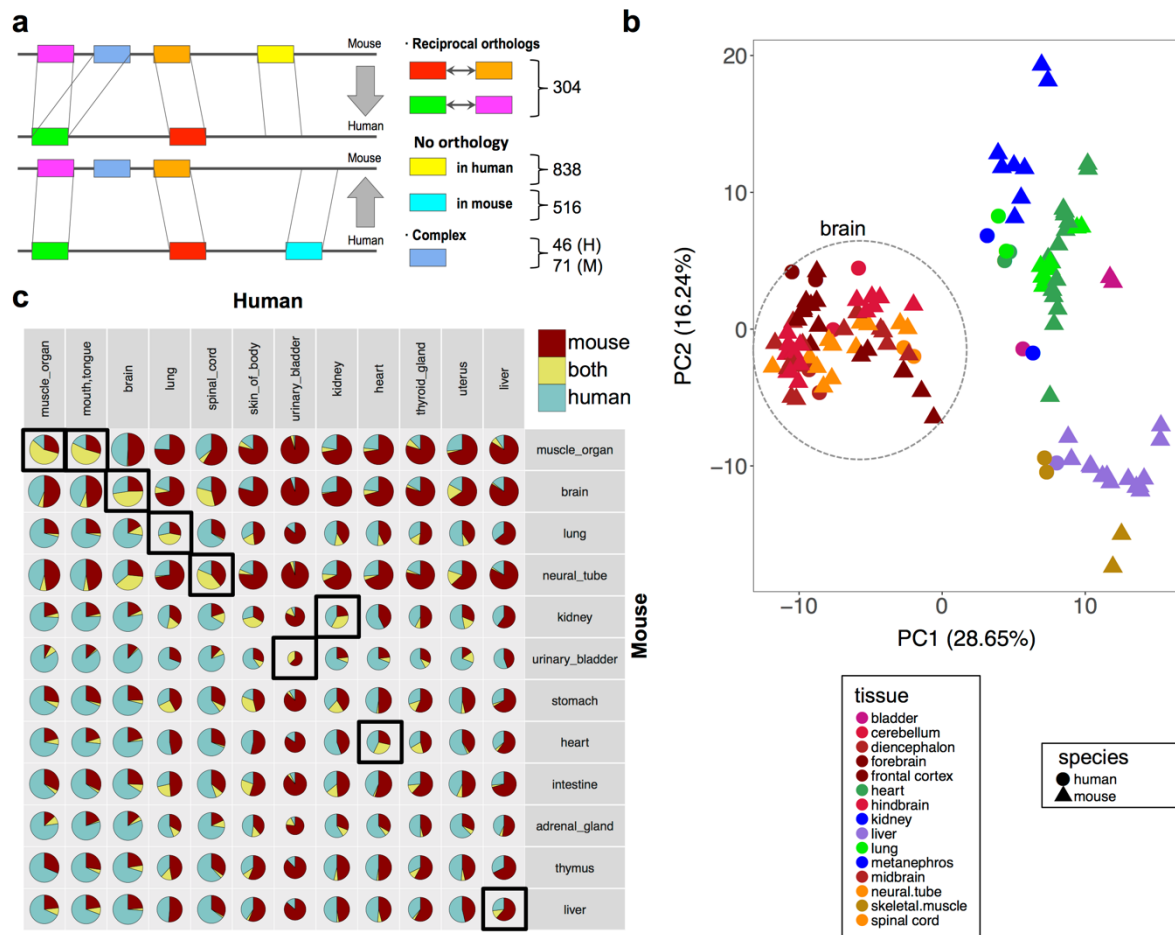 a
Mouse
Human
Mouse
Human
· Reciprocal orthologs
304
No orthology
in human
838
in mouse
516
· Complex
46 (H)
71 (M)
b
20
10
0
−10
PC2 (16.24%)
brain
−10
0
10
PC1 (28.65%)
tissue
bladder
cerebellum
diencephalon
forebrain
frontal cortex
heart
hindbrain
kidney
liver
lung
metanephros
midbrain
neural.tube
skeletal.muscle
spinal cord
species
human
mouse
c
Human
muscle_organ
mouth,tongue
brain
lung
spinal_cord
skin_of_body
urinary_bladder
kidney
heart
thyroid_gland
uterus
liver
mouse
both
human
muscle_organ
brain
lung
neural_tube
kidney
urinary_bladder
stomach
heart
intestine
adrenal_gland
thymus
liver
Mouse